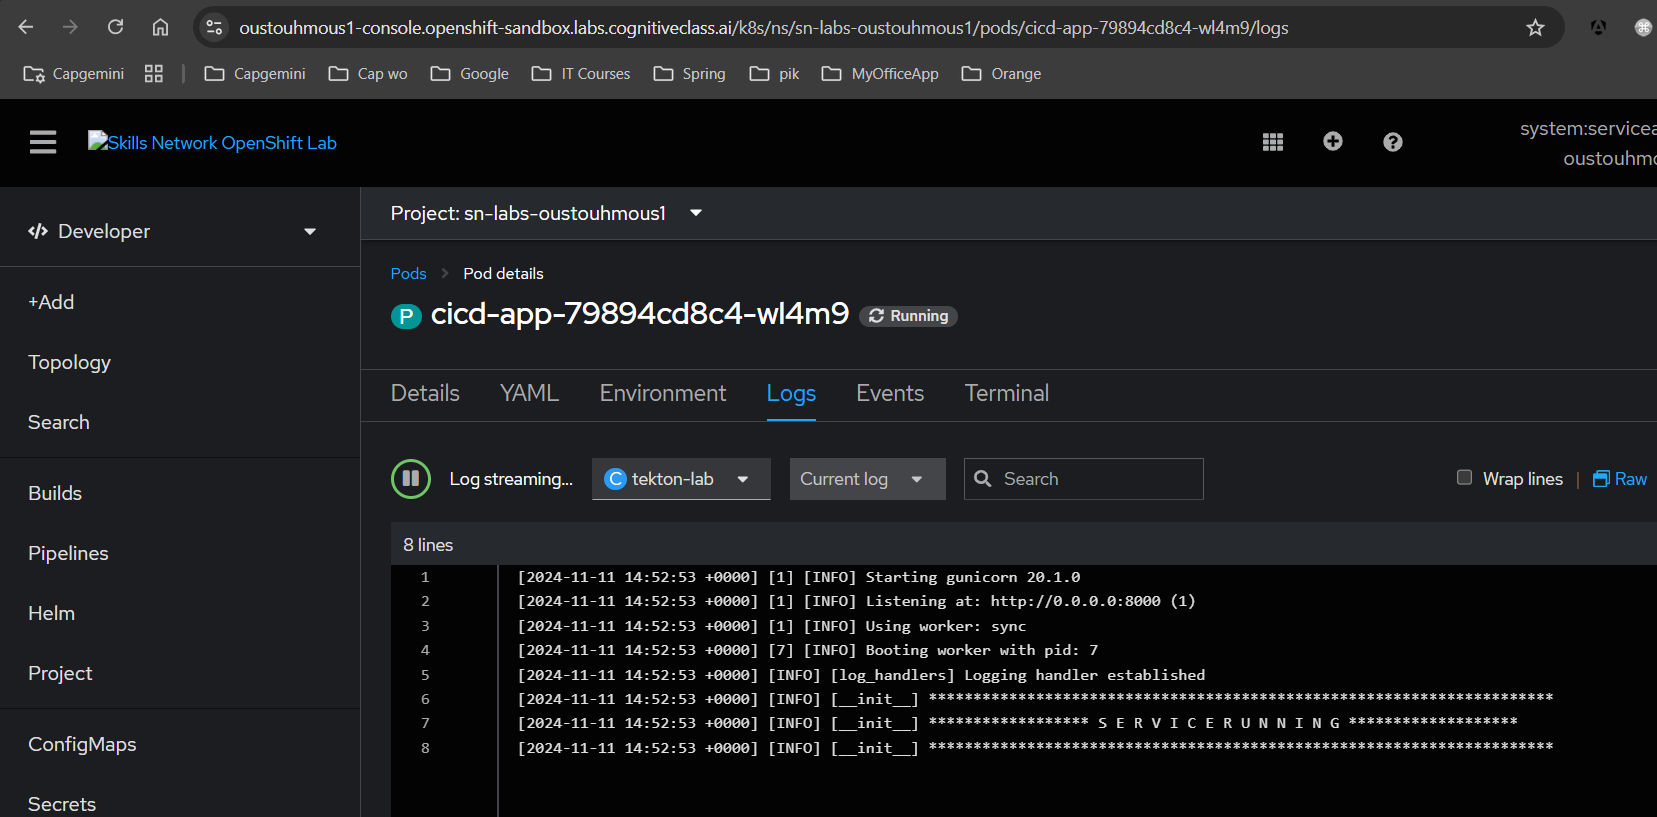 oustouhmous1-console.openshift-sandbox.labs.cognitiveclass.ai/k8s/ns/sn-labs-oustouhmous1/pods/cicd-app-79894cd8c4-wl4m9/logs
Capgemini Capgemini Cap wo Google IT Courses Spring pik MyOfficeApp Orange
Skills Network OpenShift Lab
system:servicea
oustouhmo
Developer
+Add
Topology
Search
Builds
Pipelines
Helm
Project
ConfigMaps
Secrets
Project: sn-labs-oustouhmous1
Pods > Pod details
P cicd-app-79894cd8c4-wl4m9 Running
Details YAML Environment Logs Events Terminal
Log streaming... C tekton-lab Current log Search Wrap lines | Raw
8 lines
1 [2024-11-11 14:52:53 +0000] [1] [INFO] Starting gunicorn 20.1.0
2 [2024-11-11 14:52:53 +0000] [1] [INFO] Listening at: http://0.0.0.0:8000 (1)
3 [2024-11-11 14:52:53 +0000] [1] [INFO] Using worker: sync
4 [2024-11-11 14:52:53 +0000] [7] [INFO] Booting worker with pid: 7
5 [2024-11-11 14:52:53 +0000] [INFO] [log_handlers] Logging handler established
6 [2024-11-11 14:52:53 +0000] [INFO] [__init__] **********************************************************************
7 [2024-11-11 14:52:53 +0000] [INFO] [__init__] ****************** S E R V I C E R U N N I N G *******************
8 [2024-11-11 14:52:53 +0000] [INFO] [__init__] **********************************************************************